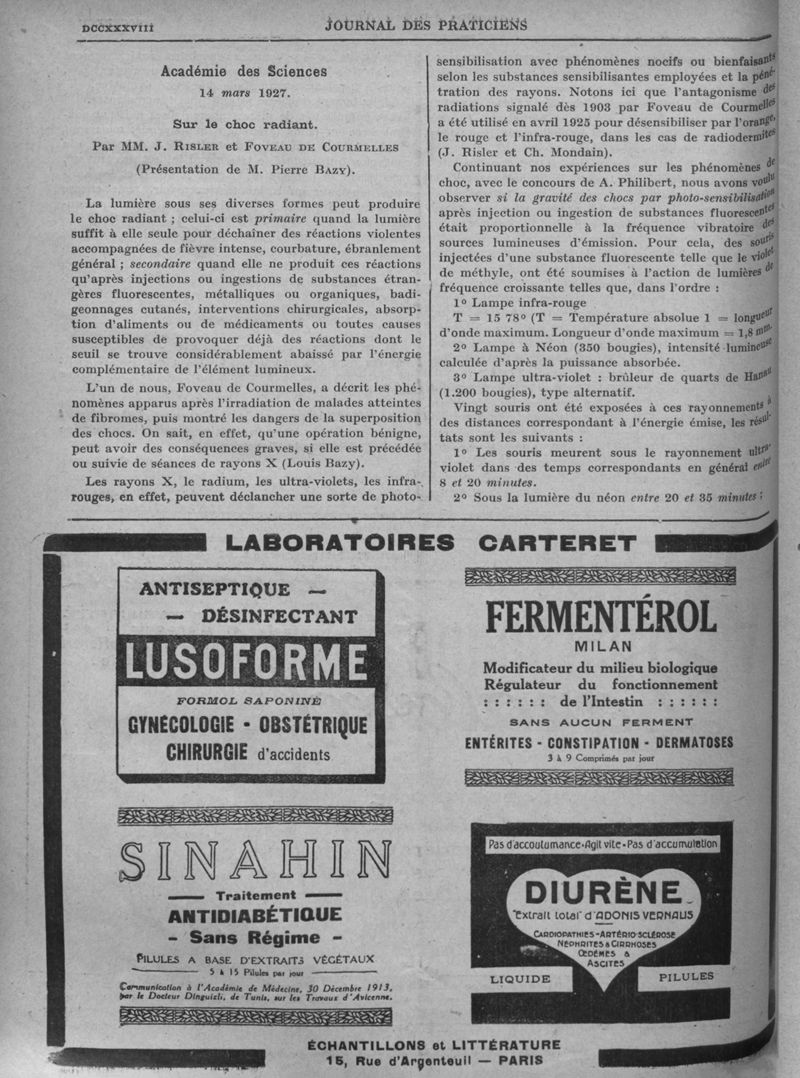 DCCXXXVIII
JOURNAL DES PRATICIENS
Académie des Sciences
14 mars 1927.
Sur le choc radiant.
Par MM. J. RISLER et FOVEAU DE COURMELLES
(Présentation de M. Pierre BAZY).
La lumière sous ses diverses formes peut produire
le choc radiant ; celui-ci est primaire quand la lumière
suffit à elle seule pour déchaîner des réactions violentes
accompagnées de fièvre intense, courbature, ébranlement
général ; secondaire quand elle ne produit ces réactions
qu'après injections ou ingestions de substances étran-
gères fluorescentes, métalliques ou organiques, badi-
geonnages cutanés, interventions chirurgicales, absorp-
tion d'aliments ou de médicaments ou toutes causes
susceptibles de provoquer déjà des réactions dont le
seuil se trouve considérablement abaissé par l'énergie
complémentaire de l'élément lumineux.
L'un de nous, Foveau de Courmelles, a décrit les phé-
nomènes apparus après l'irradiation de malades atteintes
de fibromes, puis montré les dangers de la superposition
des chocs. On sait, en effet, qu'une opération bénigne,
peut avoir des conséquences graves, si elle est précédée
ou suivie de séances de rayons X (Louis Bazy).
Les rayons X, le radium, les ultra-violets, les infra-
rouges, en effet, peuvent déclancher une sorte de photo-
sensibilisation avec phénomènes nocifs ou bienfaisants
selon les substances sensibilisantes employées et la péné-
tration des rayons. Notons ici que l'antagonisme des
radiations signalé dès 1903 par Foveau de Courmelles
a été utilisé en avril 1925 pour désensibiliser par l'orange,
le rouge et l'infra-rouge, dans les cas de radiodermites
(J. Risler et Ch. Mondain).
Continuant nos expériences sur les phénomènes de
choc, avec le concours de A. Philibert, nous avons voulu
observer si la gravité des chocs par photo-sensibilisation
après injection ou ingestion de substances fluorescentes
était proportionnelle à la fréquence vibratoire des
sources lumineuses d'émission. Pour cela, des souris
injectées d'une substance fluorescente telle que le violet
de méthyle, ont été soumises à l'action de lumières de
fréquence croissante telles que, dans l'ordre :
1° Lampe infra-rouge
T = 15 78° (T = Température absolue 1 = longueur
d'onde maximum. Longueur d'onde maximum = 1,8 mm.
2° Lampe à Néon (350 bougies), intensité lumineuse
calculée d'après la puissance absorbée.
3° Lampe ultra-violet : brûleur de quarts de Hanau
(1.200 bougies), type alternatif.
Vingt souris ont été exposées à ces rayonnements à
des distances correspondant à l'énergie émise, les résul-
tats sont les suivants :
1° Les souris meurent sous le rayonnement ultra-
violet dans des temps correspondants en général entre
8 et 20 minutes.
2° Sous la lumière du néon entre 20 et 35 minutes ;
LABORATOIRES CARTERET
ANTISEPTIQUE —
— DÉSINFECTANT
LUSOFORME
FORMOL SAPONINÉ
GYNÉCOLOGIE - OBSTÉTRIQUE
CHIRURGIE d'accidents
FERMENTÉROL
MILAN
Modificateur du milieu biologique
Régulateur du fonctionnement
: : : : : : de l'Intestin : : : : : :
SANS AUCUN FERMENT
ENTÉRITES - CONSTIPATION - DERMATOSES
3 à 9 Comprimés par jour
SINAHIN
Traitement
ANTIDIABÉTIQUE
- Sans Régime -
PILULES A BASE D'EXTRAITS VÉGÉTAUX
5 à 15 Pilules par jour
Communication à l'Académie de Médecine, 30 Décembre 1913,
par le Docteur Dinguizli, de Tunis, sur les Travaux d'Avicenne.
Pas d'accoutumance-Agit vite-Pas d'accumulation
DIURÈNE
"Extrait total" d'ADONIS VERNALIS
CARDIOPATHIES-ARTÉRIO-SCLÉROSE
NÉPHRITES & CIRRHOSES
ŒDÈMES &
ASCITES
LIQUIDE
PILULES
ÉCHANTILLONS et LITTÉRATURE
15, Rue d'Argenteuil — PARIS